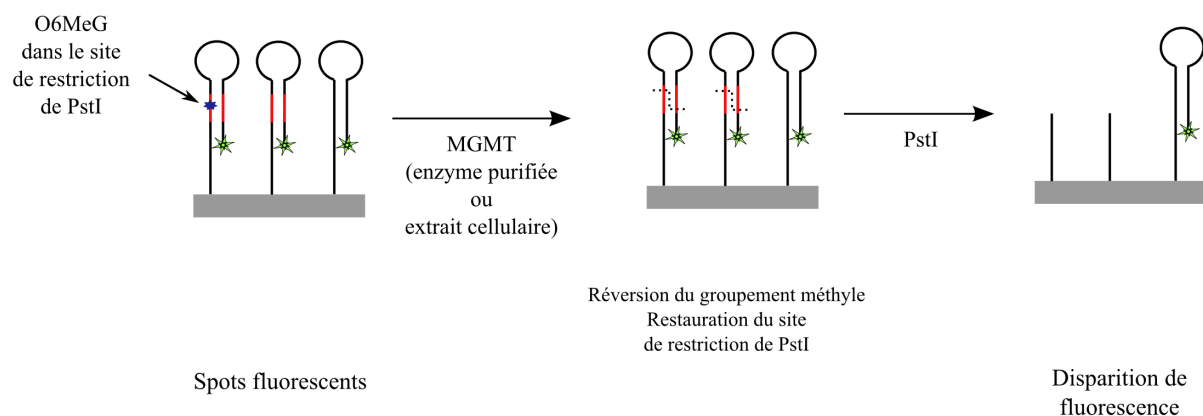 O6MeG
dans le site
de restriction
de PstI
MGMT
(enzyme purifiée
ou
extrait cellulaire)
PstI
Réversion du groupement méthyle
Restauration du site
de restriction de PstI
Spots fluorescents
Disparition de
fluorescence